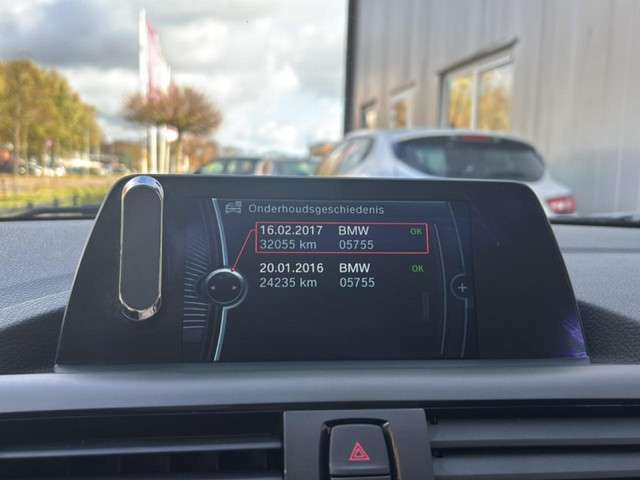 Onderhoudsgeschiedenis
16.02.2017 BMW OK
32055 km 05755
20.01.2016 BMW OK
24235 km 05755